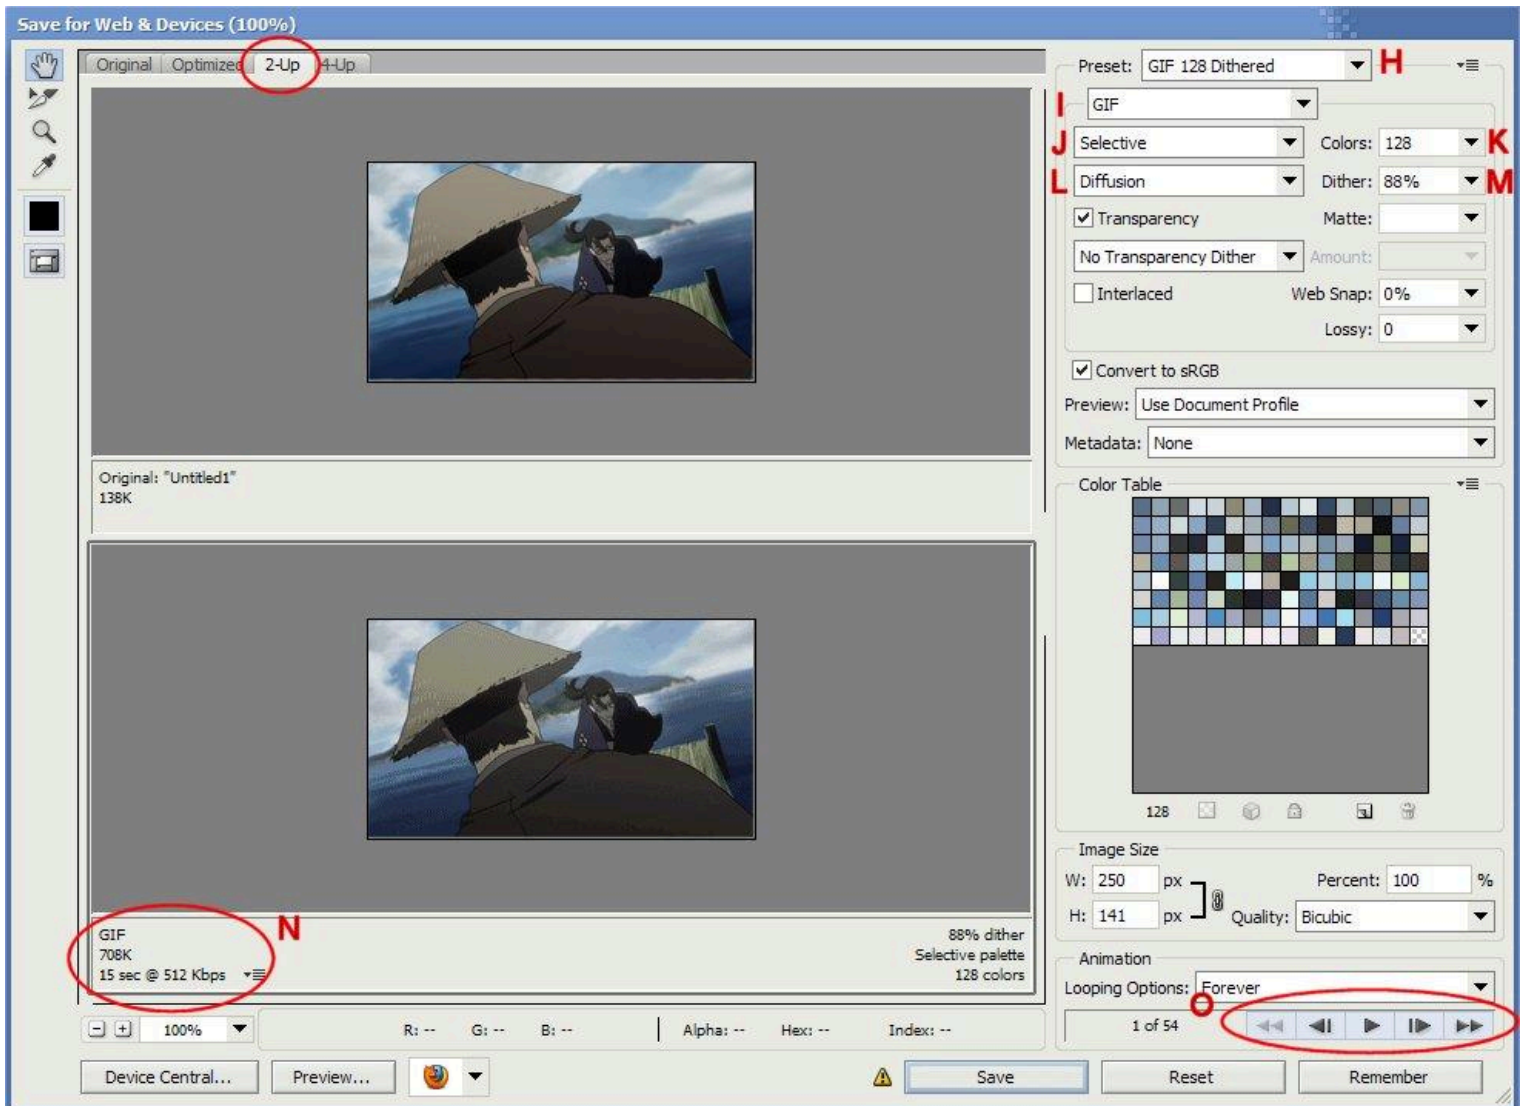 Save for Web & Devices (100%)
Original Optimized 2-Up 4-Up
Preset: GIF 128 Dithered H
I GIF
J Selective Colors: 128 K
L Diffusion Dither: 88% M
Transparency Matte:
No Transparency Dither Amount:
Interlaced Web Snap: 0%
Lossy: 0
Convert to sRGB
Preview: Use Document Profile
Metadata: None
Original: "Untitled1"
138K
Color Table
128
Image Size
W: 250 px Percent: 100 %
H: 141 px Quality: Bicubic
N
GIF 88% dither
708K Selective palette
15 sec @ 512 Kbps 128 colors
Animation
Looping Options: Forever
O
1 of 54
100% R: -- G: -- B: -- Alpha: -- Hex: -- Index: --
Device Central... Preview... Save Reset Remember